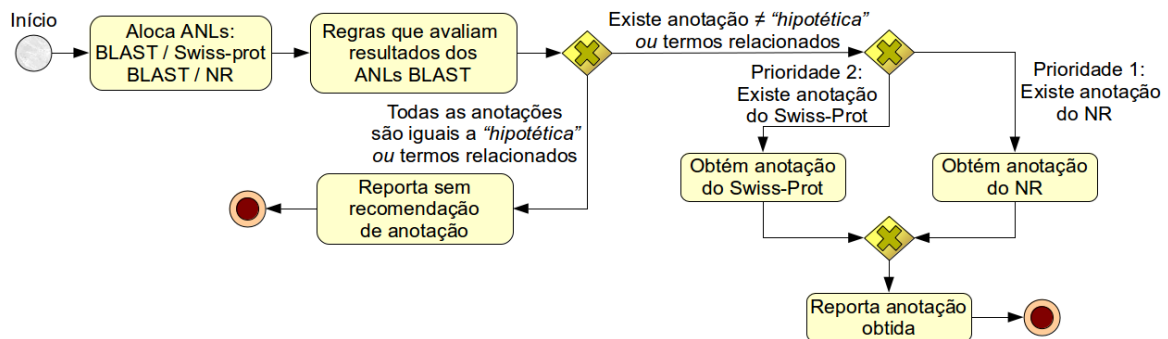 Início
Aloca ANLs:
BLAST / Swiss-prot
BLAST / NR
Regras que avaliam
resultados dos
ANLs BLAST
Existe anotação ≠ “hipotética”
ou termos relacionados
Todas as anotações
são iguais a “hipotética”
ou termos relacionados
Reporta sem
recomendação
de anotação
Prioridade 2:
Existe anotação
do Swiss-Prot
Prioridade 1:
Existe anotação
do NR
Obtém anotação
do Swiss-Prot
Obtém anotação
do NR
Reporta anotação
obtida